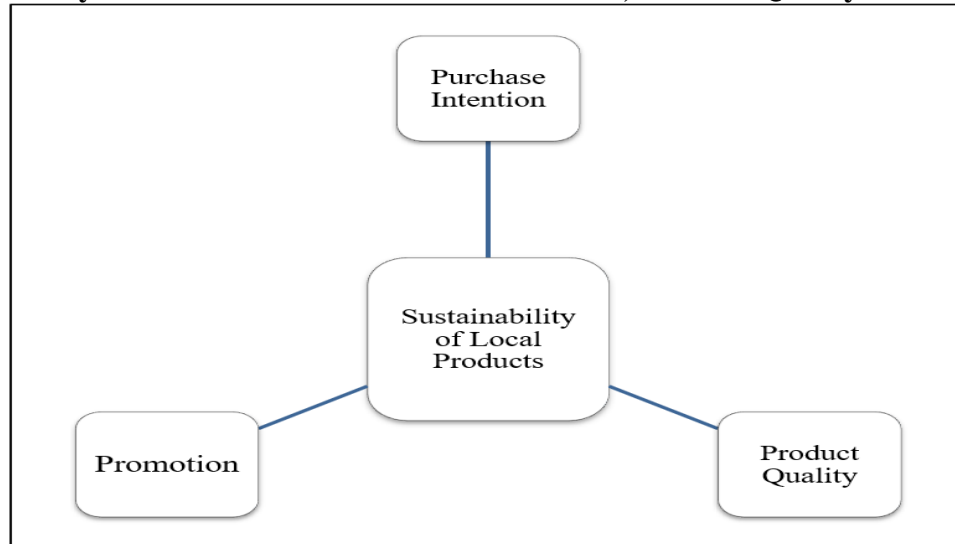 Purchase
Intention
Sustainability
of Local
Products
Promotion
Product
Quality